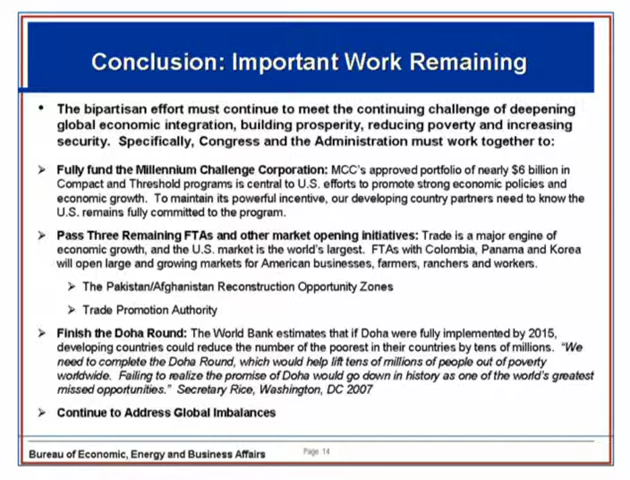 Conclusion: Important Work Remaining
• The bipartisan effort must continue to meet the continuing challenge of deepening
global economic integration, building prosperity, reducing poverty and increasing
security. Specifically, Congress and the Administration must work together to:
➢ Fully fund the Millennium Challenge Corporation: MCC's approved portfolio of nearly $6 billion in
Compact and Threshold programs is central to U.S. efforts to promote strong economic policies and
economic growth. To maintain its powerful incentive, our developing country partners need to know the
U.S. remains fully committed to the program.
➢ Pass Three Remaining FTAs and other market opening initiatives: Trade is a major engine of
economic growth, and the U.S. market is the world's largest. FTAs with Colombia, Panama and Korea
will open large and growing markets for American businesses, farmers, ranchers and workers.
➢ The Pakistan/Afghanistan Reconstruction Opportunity Zones
➢ Trade Promotion Authority
➢ Finish the Doha Round: The World Bank estimates that if Doha were fully implemented by 2015,
developing countries could reduce the number of the poorest in their countries by tens of millions. "We
need to complete the Doha Round, which would help lift tens of millions of people out of poverty
worldwide. Failing to realize the promise of Doha would go down in history as one of the world's greatest
missed opportunities." Secretary Rice, Washington, DC 2007
➢ Continue to Address Global Imbalances
Bureau of Economic, Energy and Business Affairs
Page 14